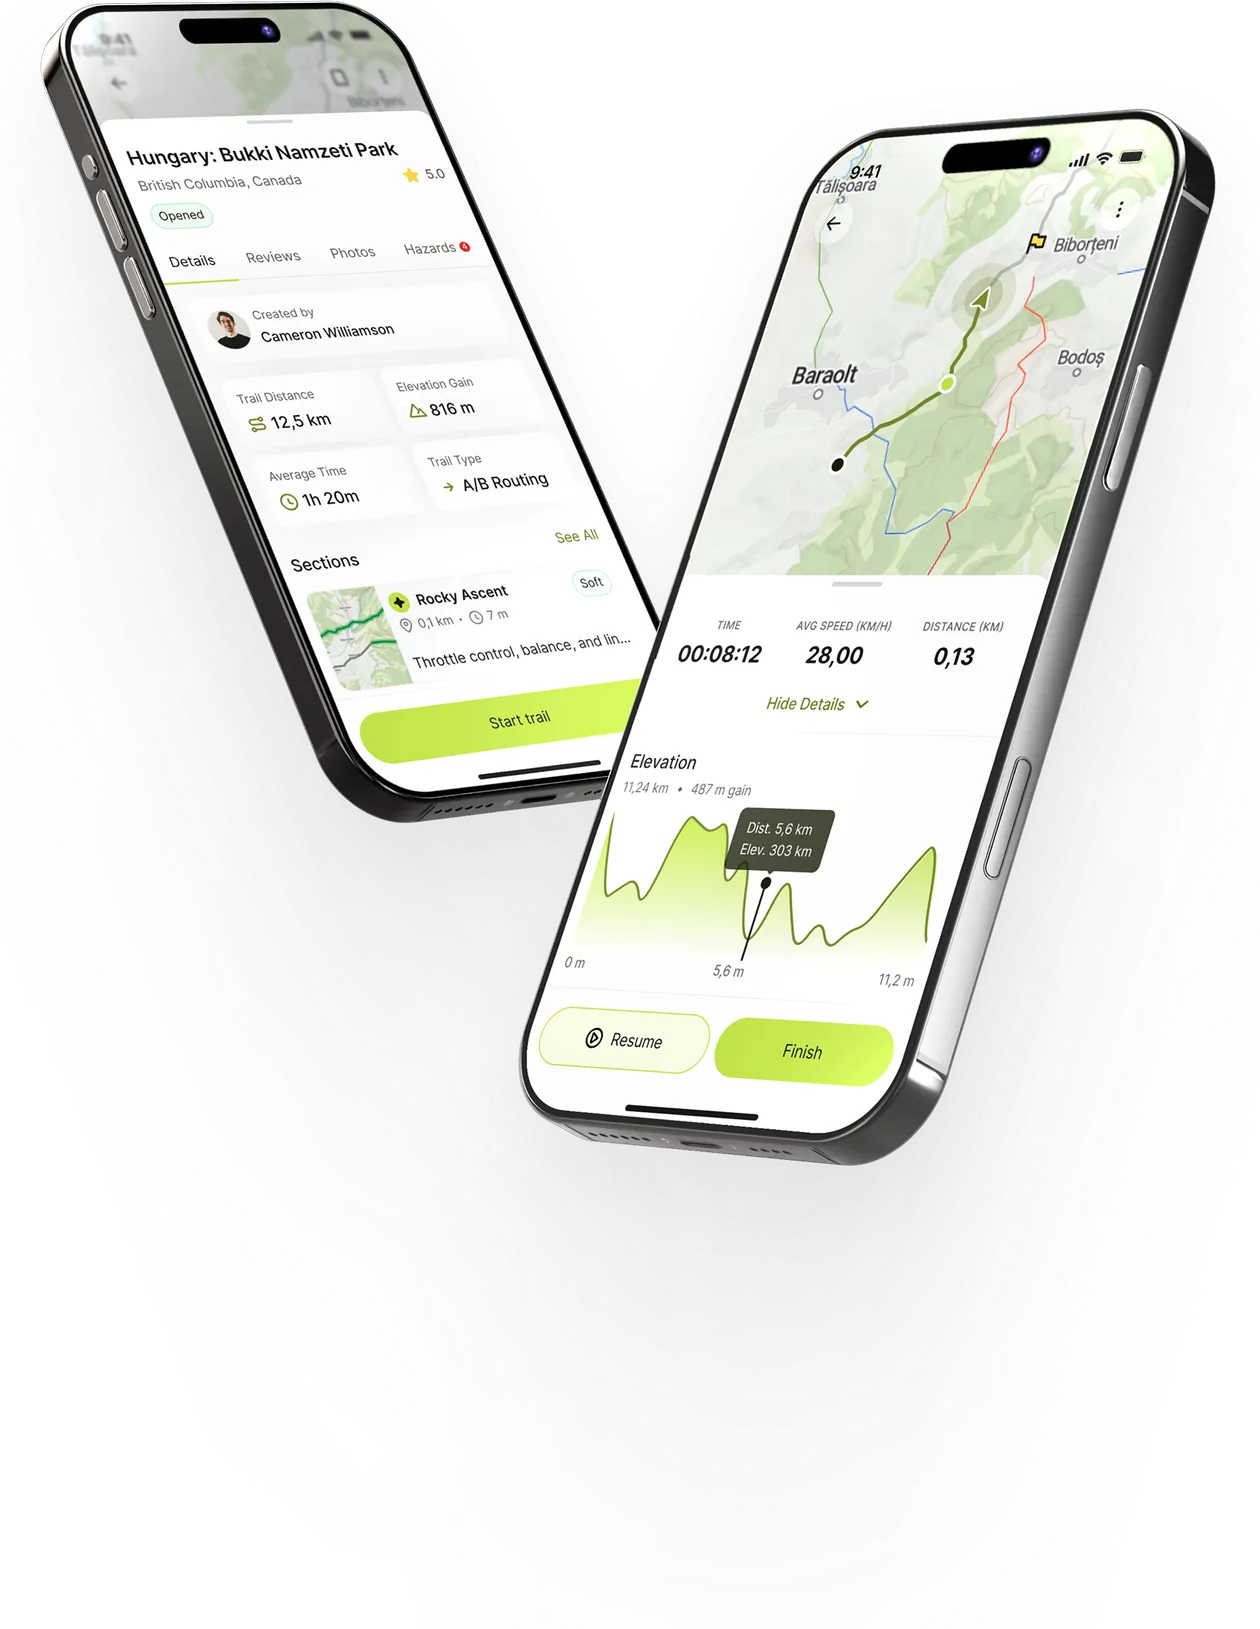 9:41
Tălișoara
Biborțeni
Hungary: Bukki Namzeti Park
British Columbia, Canada
5.0
Opened
Details
Reviews
Photos
Hazards 4
Created by
Cameron Williamson
Trail Distance
12,5 km
Elevation Gain
816 m
Average Time
1h 20m
Trail Type
A/B Routing
Sections
See All
Rocky Ascent
Soft
0,1 km • 7 m
Throttle control, balance, and lin...
Start trail
9:41
Tălișoara
Biborțeni
Baraolt
Bodoș
TIME
AVG SPEED (KM/H)
DISTANCE (KM)
00:08:12
28,00
0,13
Hide Details
Elevation
11,24 km • 487 m gain
Dist. 5,6 km
Elev. 303 km
0 m
5,6 m
11,2 m
Resume
Finish